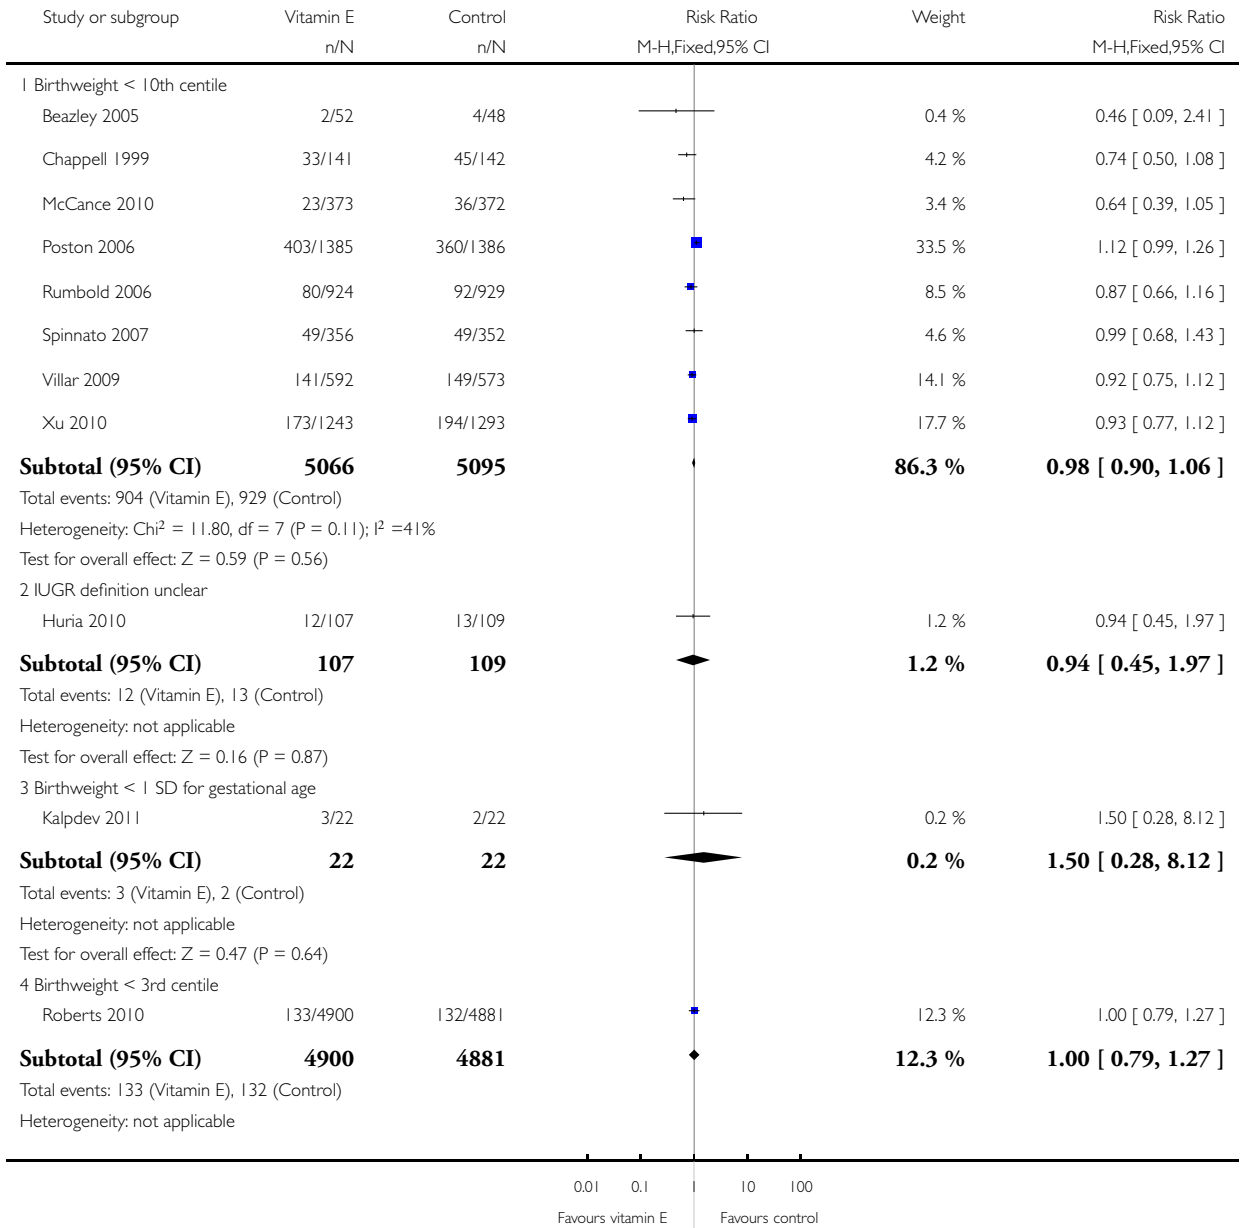 Study or subgroup Vitamin E Control Risk Ratio Weight Risk Ratio
n/N n/N M-H,Fixed,95% CI M-H,Fixed,95% CI
1 Birthweight < 10th centile
Beazley 2005 2/52 4/48 0.4 % 0.46 [ 0.09, 2.41 ]
Chappell 1999 33/141 45/142 4.2 % 0.74 [ 0.50, 1.08 ]
McCance 2010 23/373 36/372 3.4 % 0.64 [ 0.39, 1.05 ]
Poston 2006 403/1385 360/1386 33.5 % 1.12 [ 0.99, 1.26 ]
Rumbold 2006 80/924 92/929 8.5 % 0.87 [ 0.66, 1.16 ]
Spinnato 2007 49/356 49/352 4.6 % 0.99 [ 0.68, 1.43 ]
Villar 2009 141/592 149/573 14.1 % 0.92 [ 0.75, 1.12 ]
Xu 2010 173/1243 194/1293 17.7 % 0.93 [ 0.77, 1.12 ]
Subtotal (95% CI) 5066 5095 86.3 % 0.98 [ 0.90, 1.06 ]
Total events: 904 (Vitamin E), 929 (Control)
Heterogeneity: Chi² = 11.80, df = 7 (P = 0.11); I² =41%
Test for overall effect: Z = 0.59 (P = 0.56)
2 IUGR definition unclear
Huria 2010 12/107 13/109 1.2 % 0.94 [ 0.45, 1.97 ]
Subtotal (95% CI) 107 109 1.2 % 0.94 [ 0.45, 1.97 ]
Total events: 12 (Vitamin E), 13 (Control)
Heterogeneity: not applicable
Test for overall effect: Z = 0.16 (P = 0.87)
3 Birthweight < 1 SD for gestational age
Kalpdev 2011 3/22 2/22 0.2 % 1.50 [ 0.28, 8.12 ]
Subtotal (95% CI) 22 22 0.2 % 1.50 [ 0.28, 8.12 ]
Total events: 3 (Vitamin E), 2 (Control)
Heterogeneity: not applicable
Test for overall effect: Z = 0.47 (P = 0.64)
4 Birthweight < 3rd centile
Roberts 2010 133/4900 132/4881 12.3 % 1.00 [ 0.79, 1.27 ]
Subtotal (95% CI) 4900 4881 12.3 % 1.00 [ 0.79, 1.27 ]
Total events: 133 (Vitamin E), 132 (Control)
Heterogeneity: not applicable
0.01 0.1 1 10 100
Favours vitamin E Favours control